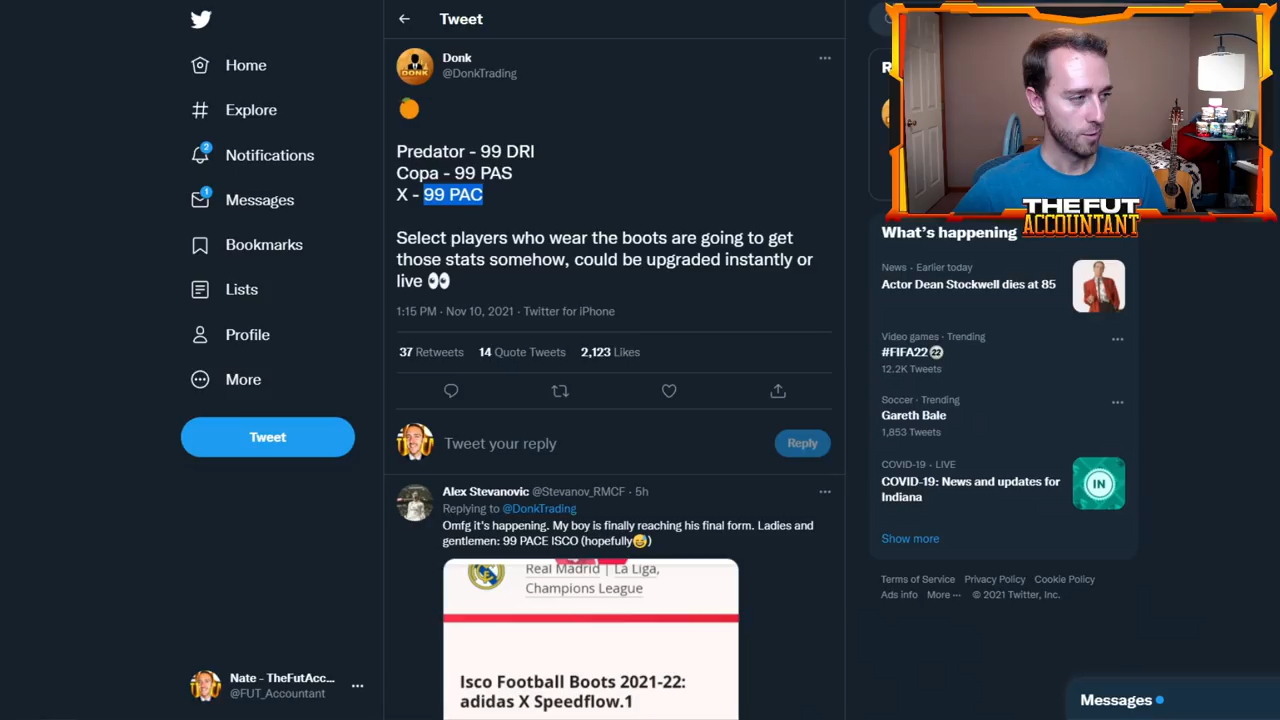 Tweet
Home
Explore
2
Notifications
1
Messages
Bookmarks
Lists
Profile
More
Tweet
Nate - TheFutAcc...
@FUT_Accountant
Donk
@DonkTrading
DONK
Predator - 99 DRI
Copa - 99 PAS
X - 99 PAC
Select players who wear the boots are going to get
those stats somehow, could be upgraded instantly or
live 👀
1:15 PM · Nov 10, 2021 · Twitter for iPhone
37 Retweets 14 Quote Tweets 2,123 Likes
Tweet your reply
Reply
Alex Stevanovic @Stevanov_RMCF · 5h
Replying to @DonkTrading
Omfg it's happening. My boy is finally reaching his final form. Ladies and
gentlemen: 99 PACE ISCO (hopefully😅)
Real Madrid | La Liga,
Champions League
Isco Football Boots 2021-22:
adidas X Speedflow.1
R
THE FUT
ACCOUNTANT
What's happening
News · Earlier today
Actor Dean Stockwell dies at 85
Video games · Trending
#FIFA22
12.2K Tweets
Soccer · Trending
Gareth Bale
1,853 Tweets
COVID-19 · LIVE
COVID-19: News and updates for
Indiana
IN
Show more
Terms of Service Privacy Policy Cookie Policy
Ads info More ··· © 2021 Twitter, Inc.
Messages